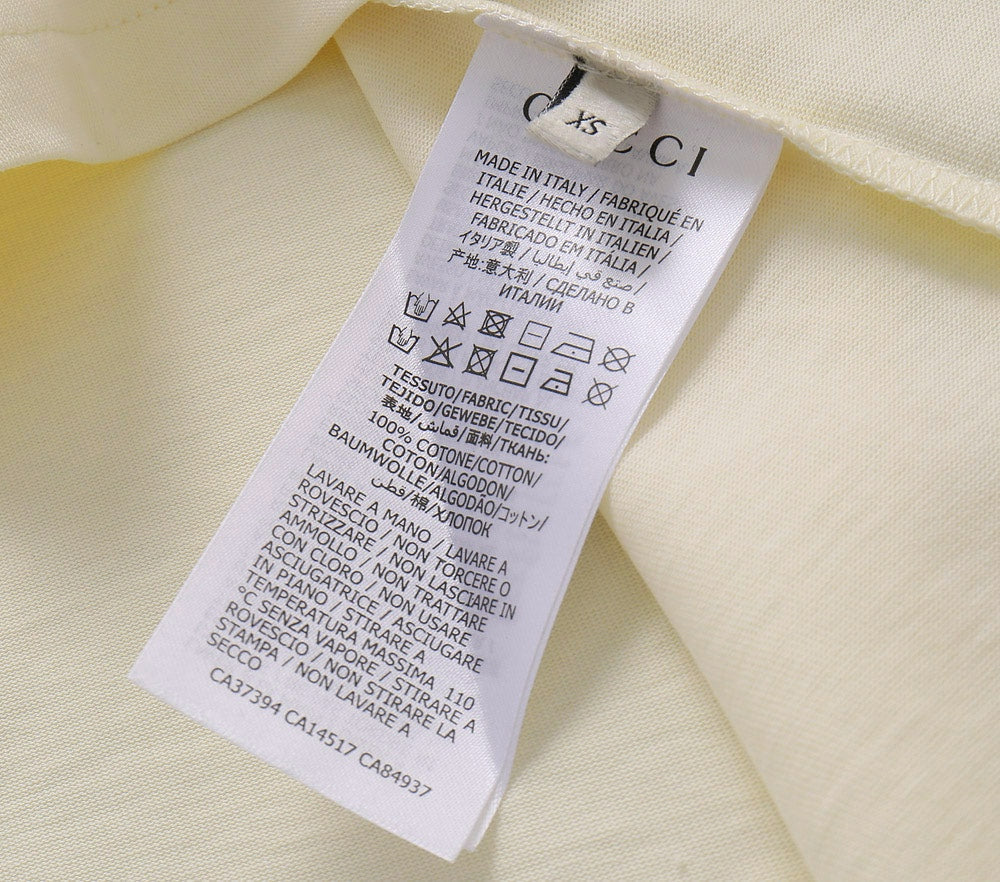 XS
CCI
MADE IN ITALY / FABRIQUÉ EN
ITALIE / HECHO EN ITALIA /
HERGESTELLT IN ITALIEN /
FABRICADO EM ITÁLIA /
イタリア製 / صنع في إيطاليا /
产地:意大利 / СДЕЛАНО В
ИТАЛИИ
TESSUTO/FABRIC/TISSU/
TEJIDO/GEWEBE/TECIDO/
表地/قماش/面料/ТКАНЬ:
100% COTONE/COTTON/
COTON/ALGODON/
BAUMWOLLE/ALGODÃO/コットン/
قطن/棉/ХЛОПОК
LAVARE A MANO / LAVARE A
ROVESCIO / NON TORCERE O
STRIZZARE / NON LASCIARE IN
AMMOLLO / NON TRATTARE
CON CLORO / NON USARE
ASCIUGATRICE / ASCIUGARE
IN PIANO / STIRARE A
TEMPERATURA MASSIMA 110
°C SENZA VAPORE / STIRARE A
ROVESCIO / NON STIRARE LA
STAMPA / NON LAVARE A
SECCO
CA37394 CA14517 CA84937